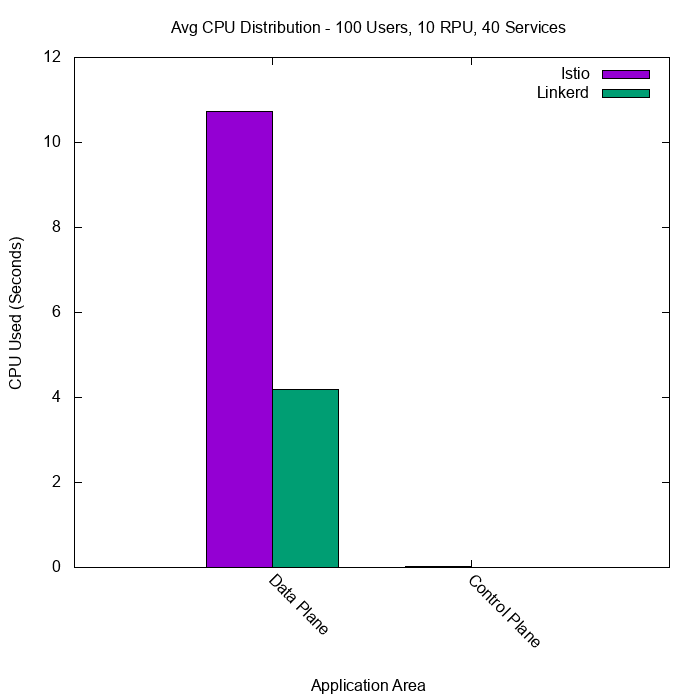 Avg CPU Distribution - 100 Users, 10 RPU, 40 Services
Istio
Linkerd
12
10
8
6
4
2
0
CPU Used (Seconds)
Data Plane
Control Plane
Application Area